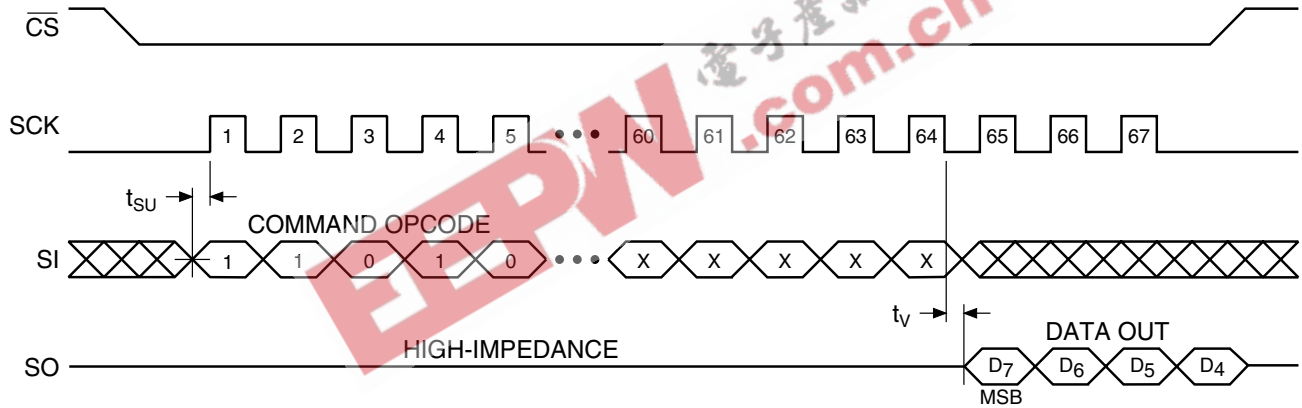 CS
SCK
1 2 3 4 5 60 61 62 63 64 65 66 67
tSU
COMMAND OPCODE
SI
1 1 0 1 0 X X X X X
tV
HIGH-IMPEDANCE
DATA OUT
SO
D7 D6 D5 D4
MSB
EEPW
.com.cn